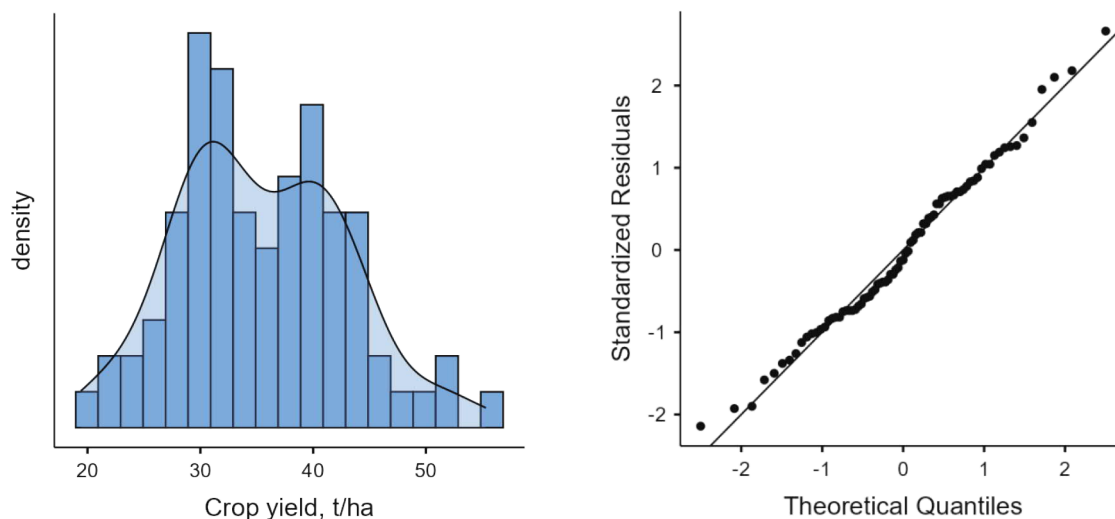 density
20 30 40 50
Crop yield, t/ha
Standardized Residuals
2
1
0
-1
-2
-2 -1 0 1 2
Theoretical Quantiles